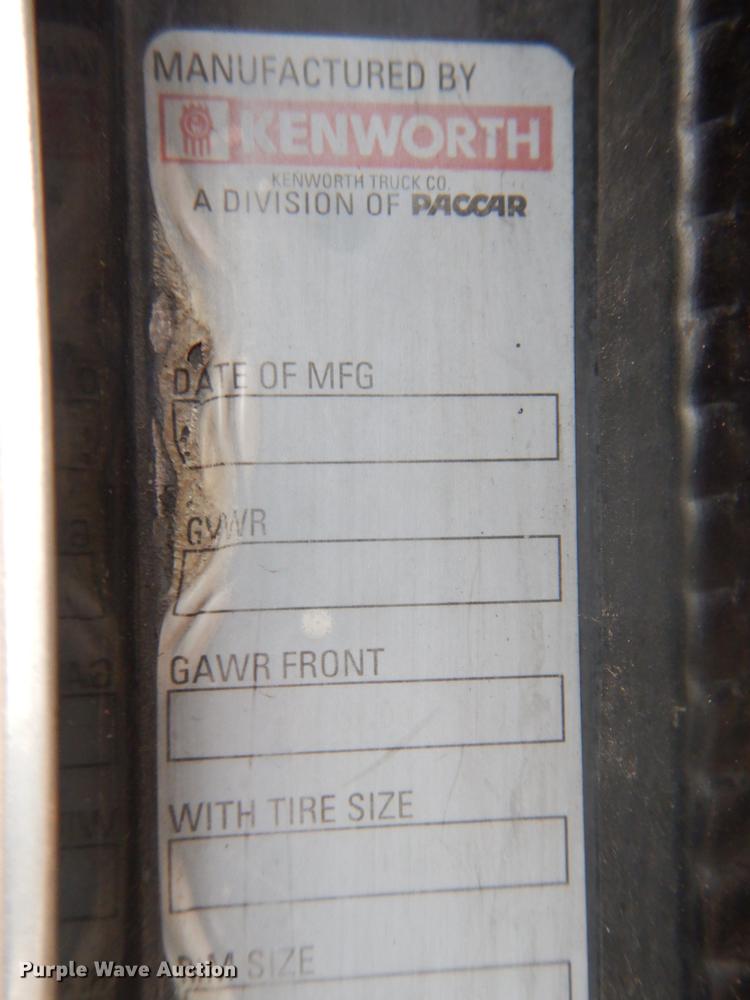 MANUFACTURED BY
KENWORTH
KENWORTH TRUCK CO.
A DIVISION OF PACCAR
DATE OF MFG
GVWR
GAWR FRONT
WITH TIRE SIZE
RIM SIZE
Purple Wave Auction